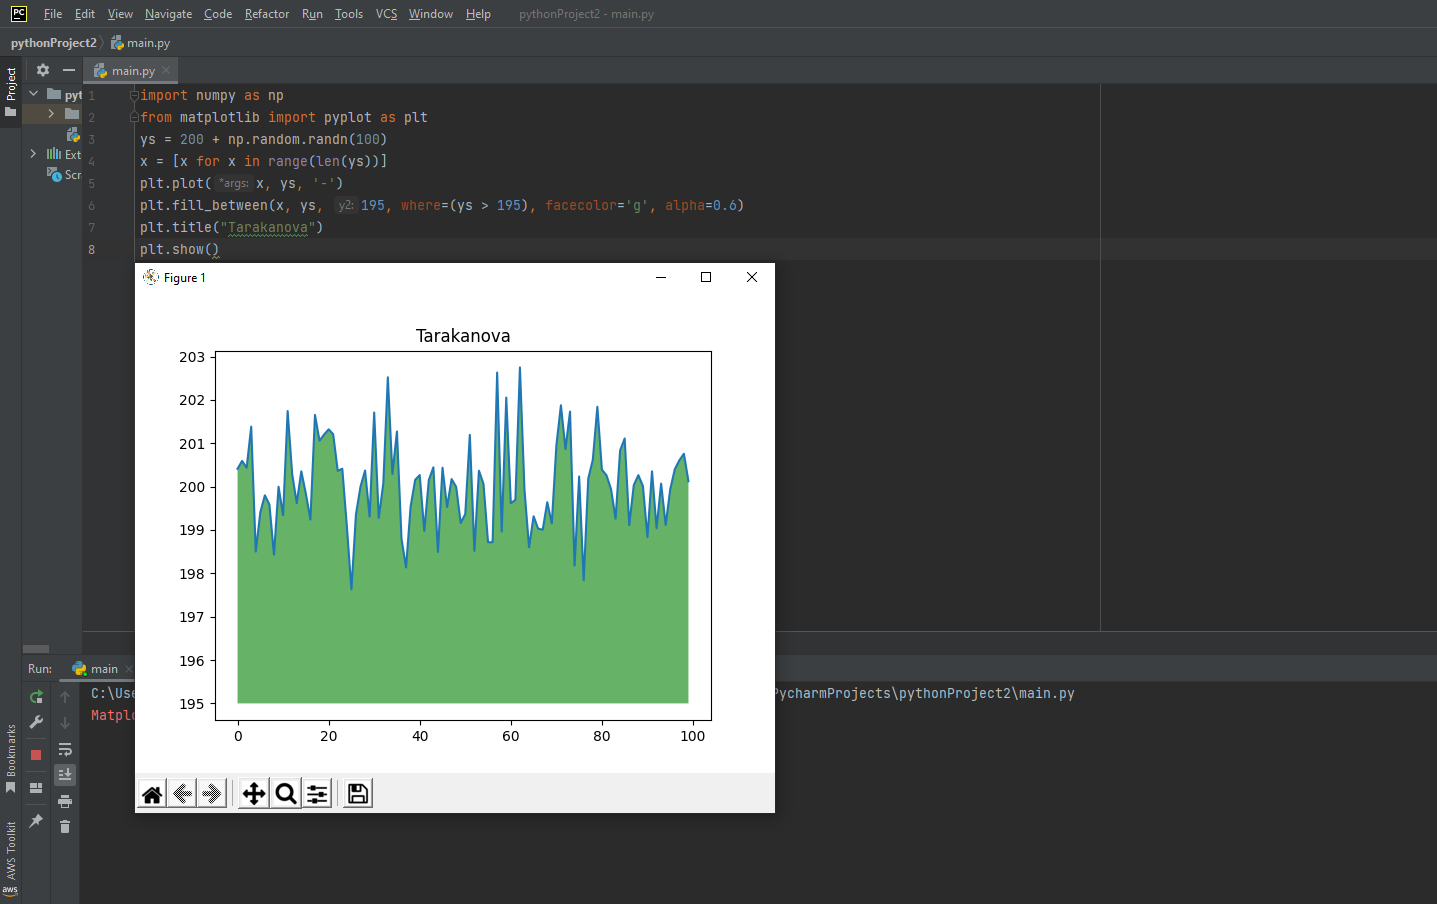 PC File Edit View Navigate Code Refactor Run Tools VCS Window Help pythonProject2 - main.py
pythonProject2 main.py
Project
main.py
pyt
Exte
Scr
1 import numpy as np
2 from matplotlib import pyplot as plt
3 ys = 200 + np.random.randn(100)
4 x = [x for x in range(len(ys))]
5 plt.plot( *args: x, ys, '-')
6 plt.fill_between(x, ys, y2: 195, where=(ys > 195), facecolor='g', alpha=0.6)
7 plt.title("Tarakanova")
8 plt.show()
Figure 1
Tarakanova
203
202
201
200
199
198
197
196
195
0 20 40 60 80 100
Run: main
C:\Use PycharmProjects\pythonProject2\main.py
Matplo
Bookmarks
AWS Toolkit
aws